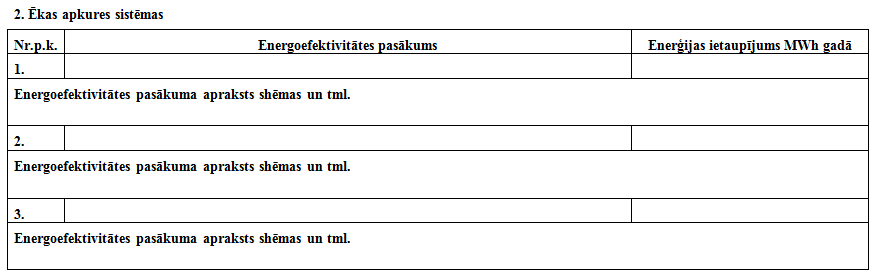 2. Ēkas apkures sistēmas
Nr.p.k. Energoefektivitātes pasākums Enerģijas ietaupījums MWh gadā
1.
Energoefektivitātes pasākuma apraksts shēmas un tml.
2.
Energoefektivitātes pasākuma apraksts shēmas un tml.
3.
Energoefektivitātes pasākuma apraksts shēmas un tml.